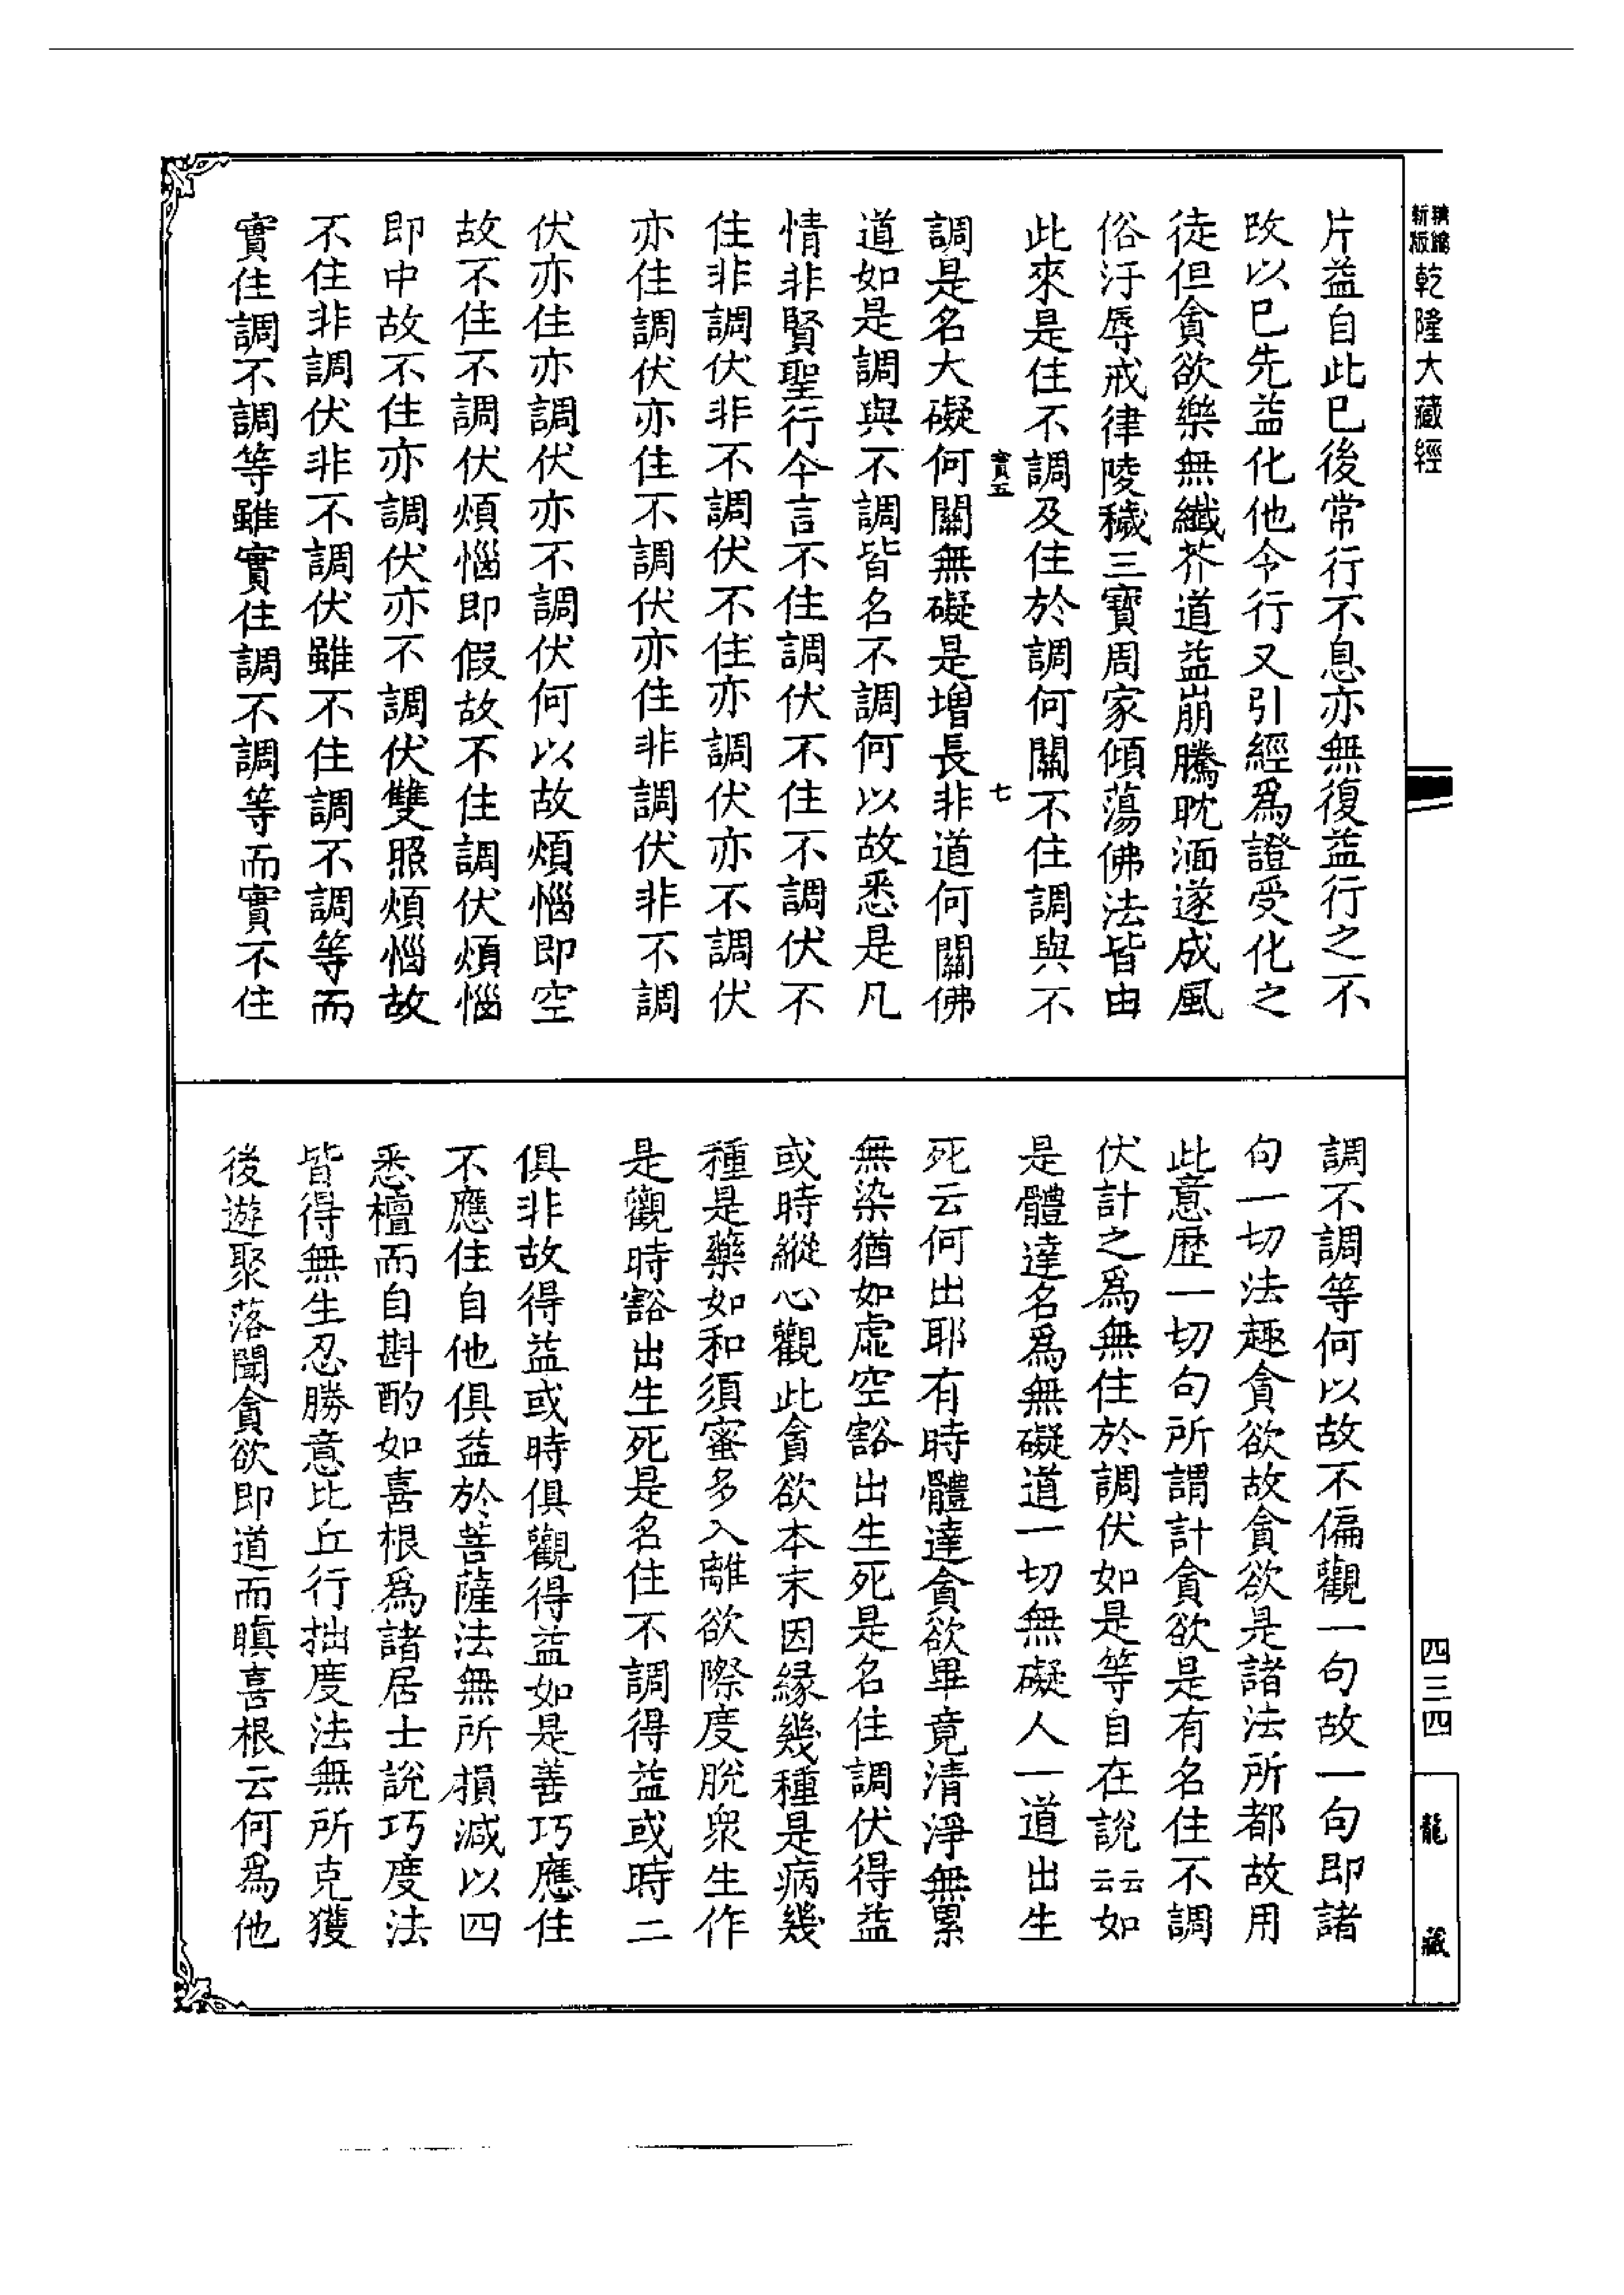 精縮新版乾隆大藏經
片益自此已後常行不息亦無復益行之不
改以已先益化他令行又引經爲證受化之
徒但貪欲樂無纖芥道益崩騰耽湎遂成風
俗汙辱戒律陵穢三寶周家傾蕩佛法皆由
此來是住不調及住於調何關不住調與不
寶五
七
調是名大礙何關無礙是增長非道何關佛
道如是調與不調皆名不調何以故悉是凡
情非賢聖行今言不住調伏不住不調伏不
住非調伏非不調伏不住亦調伏亦不調伏
亦住調伏亦住不調伏亦住非調伏非不調
伏亦住亦調伏亦不調伏何以故煩惱即空
故不住不調伏煩惱即假故不住調伏煩惱
即中故不住亦調伏亦不調伏雙照煩惱故
不住非調伏非不調伏雖不住調不調等而
實住調不調等雖實住調不調等而實不住
調不調等何以故不偏觀一句故一句即諸
句一切法趣貪欲故貪欲是諸法所都故用
此意歷一切句所謂計貪欲是有名住不調
伏計之爲無住於調伏如是等自在說云云如
是體達名爲無礙道一切無礙人一道出生
死云何出耶有時體達貪欲畢竟清淨無累
無染猶如虛空豁出生死是名住調伏得益
或時縱心觀此貪欲本末因緣幾種是病幾
種是藥如和須蜜多入離欲際度脫衆生作
是觀時豁出生死是名住不調得益或時二
俱非故得益或時俱觀得益如是善巧應住
不應住自他俱益於菩薩法無所損減以四
悉檀而自斟酌如喜根爲諸居士說巧度法
皆得無生忍勝意比丘行拙度法無所克獲
後遊聚落聞貪欲即道而瞋喜根云何爲他
四三四
龍藏